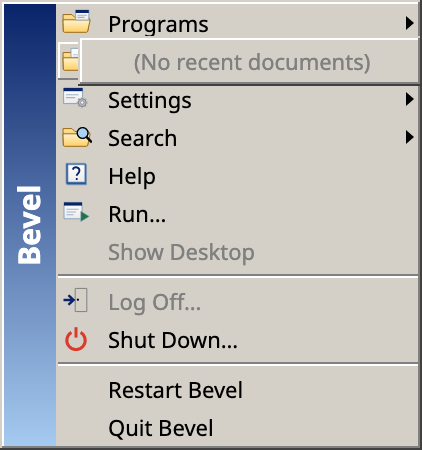 Programs
(No recent documents)
Settings
Search
Help
Run...
Show Desktop
Log Off...
Shut Down...
Restart Bevel
Quit Bevel
Bevel